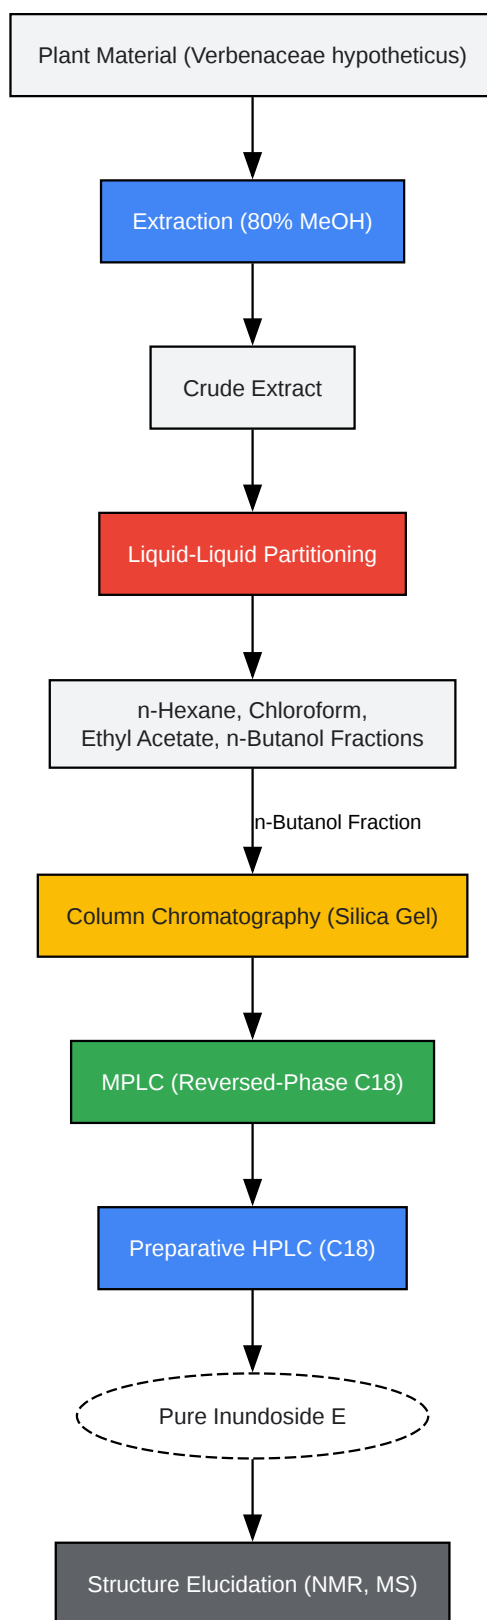 Plant Material (Verbenaceae hypotheticus)
Extraction (80% MeOH)
Crude Extract
Liquid-Liquid Partitioning
n-Hexane, Chloroform,
Ethyl Acetate, n-Butanol Fractions
n-Butanol Fraction
Column Chromatography (Silica Gel)
MPLC (Reversed-Phase C18)
Preparative HPLC (C18)
Pure Inundoside E
Structure Elucidation (NMR, MS)